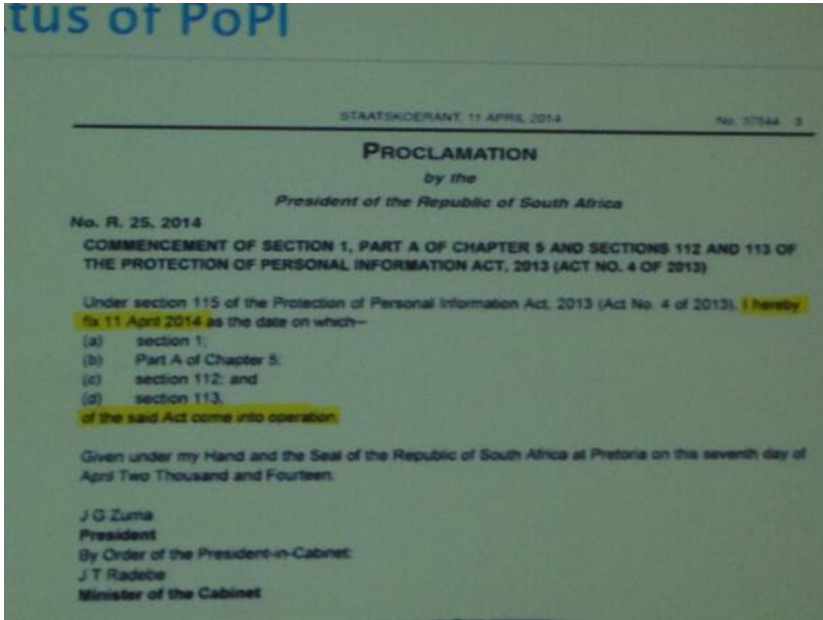 tus of PoPI
STAATSKOERANT, 11 APRIL 2014 No. 37544 3
PROCLAMATION
by the
President of the Republic of South Africa
No. R. 25, 2014
COMMENCEMENT OF SECTION 1, PART A OF CHAPTER 5 AND SECTIONS 112 AND 113 OF
THE PROTECTION OF PERSONAL INFORMATION ACT, 2013 (ACT NO. 4 OF 2013)
Under section 115 of the Protection of Personal Information Act, 2013 (Act No. 4 of 2013), I hereby
fix 11 April 2014 as the date on which—
(a) section 1;
(b) Part A of Chapter 5;
(c) section 112; and
(d) section 113,
of the said Act come into operation.
Given under my Hand and the Seal of the Republic of South Africa at Pretoria on this seventh day of
April Two Thousand and Fourteen.
J G Zuma
President
By Order of the President-in-Cabinet:
J T Radebe
Minister of the Cabinet